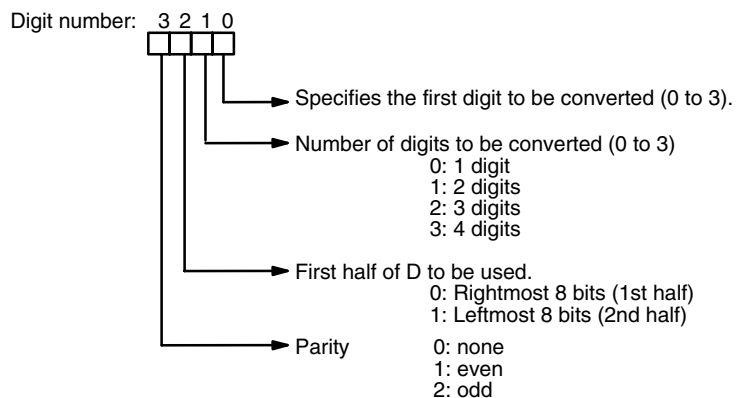 Digit number: 3 2 1 0
Specifies the first digit to be converted (0 to 3).
Number of digits to be converted (0 to 3)
0: 1 digit
1: 2 digits
2: 3 digits
3: 4 digits
First half of D to be used.
0: Rightmost 8 bits (1st half)
1: Leftmost 8 bits (2nd half)
Parity 0: none
1: even
2: odd